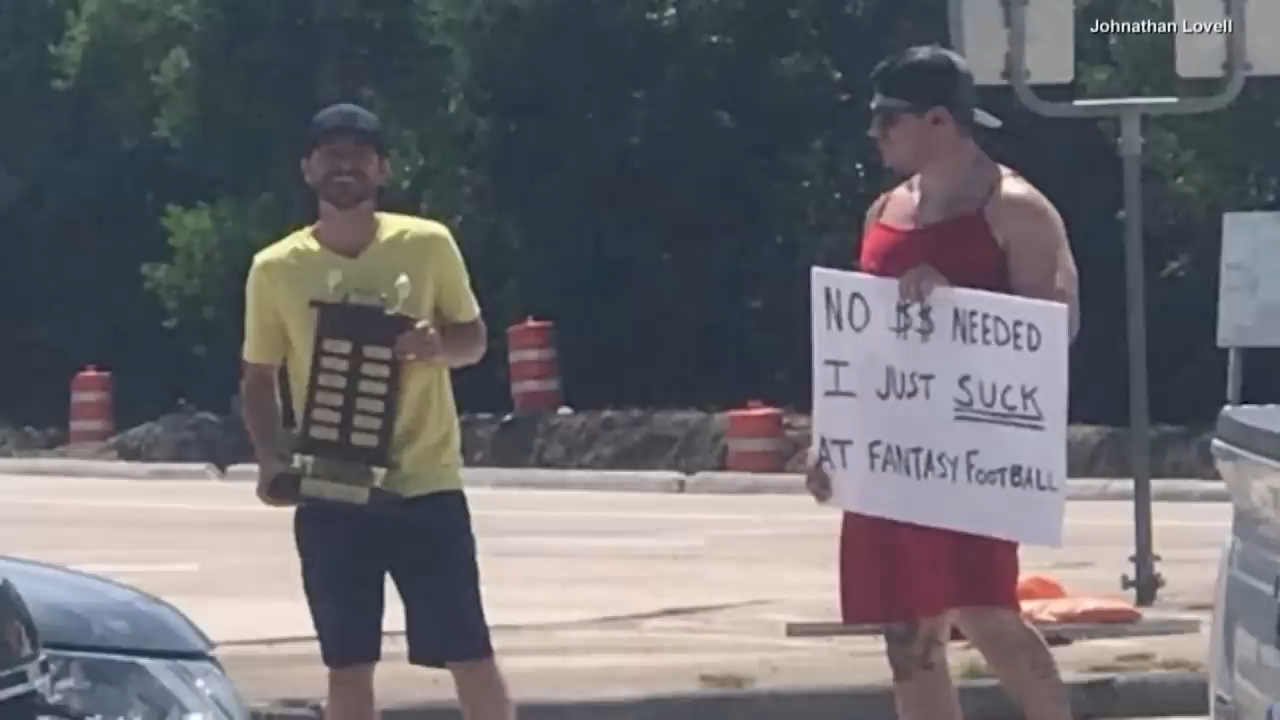 Johnathan Lovell
NO $$ NEEDED
I JUST SUCK
AT FANTASY FOOTBALL